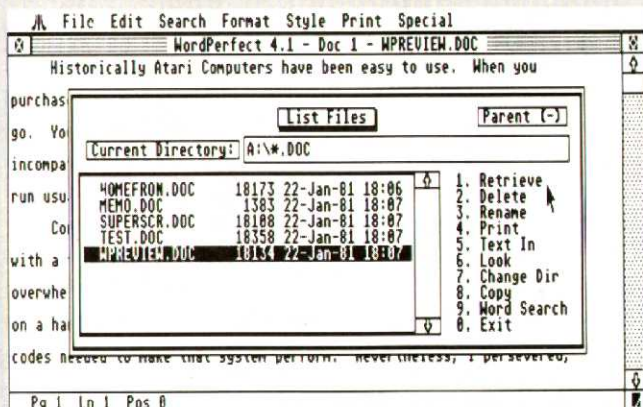 File Edit Search Format Style Print Special
WordPerfect 4.1 - Doc 1 - WPREVIEW.DOC
Historically Atari Computers have been easy to use. When you
purchas
go. Yo
incompa
run usu
Co
with a
overwhe
on a ha
codes needed to make that system perform. Nevertheless, I persevered,
List Files
Parent (-)
Current Directory: A:\*.DOC
HOMEFRON.DOC 18173 22-Jan-81 18:06
MEMO.DOC 1383 22-Jan-81 18:07
SUPERSCR.DOC 18108 22-Jan-81 18:07
TEST.DOC 18358 22-Jan-81 18:07
WPREVIEW.DOC 18134 22-Jan-81 18:07
1. Retrieve
2. Delete
3. Rename
4. Print
5. Text In
6. Look
7. Change Dir
8. Copy
9. Word Search
0. Exit
Pg 1 Ln 1 Pos 0